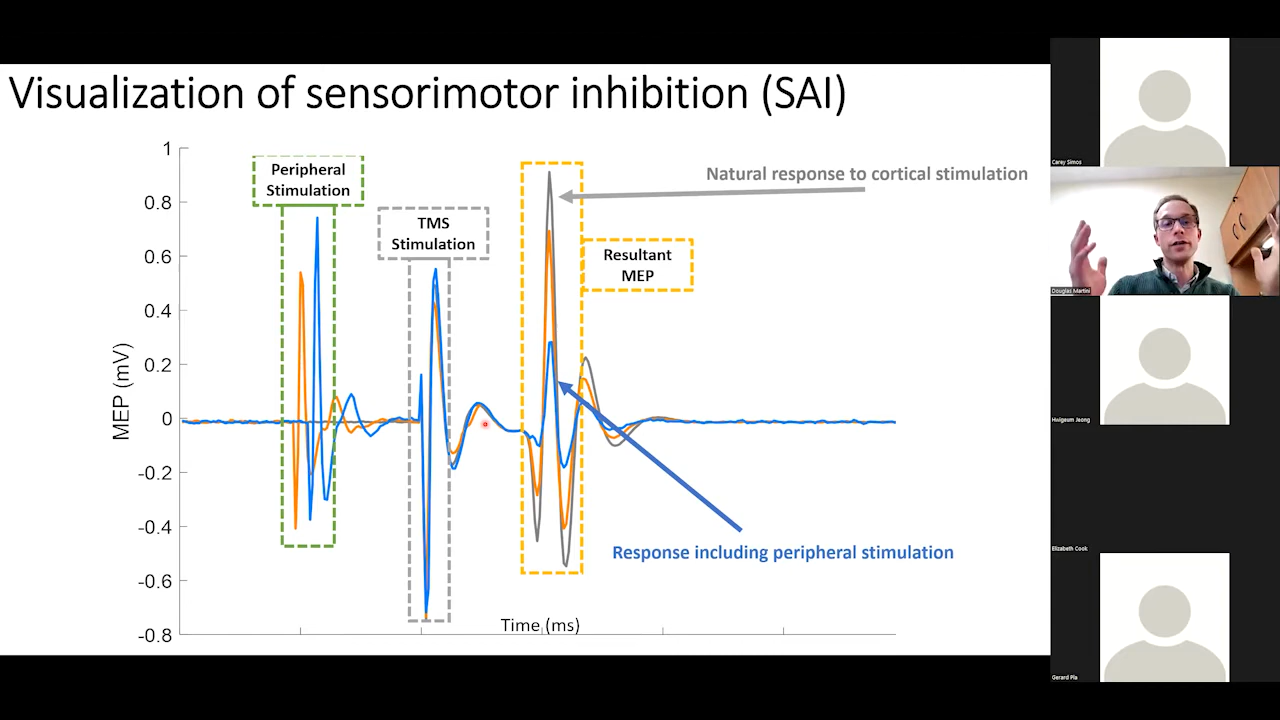 Visualization of sensorimotor inhibition (SAI)
Peripheral
Stimulation
TMS
Stimulation
Natural response to cortical stimulation
Resultant
MEP
Response including peripheral stimulation
MEP (mV)
1
0.8
0.6
0.4
0.2
0
-0.2
-0.4
-0.6
-0.8
Time (ms)
Carey Simos
Douglas Martini
Hwigeum Jeong
Elizabeth Cook
Gerard Pla